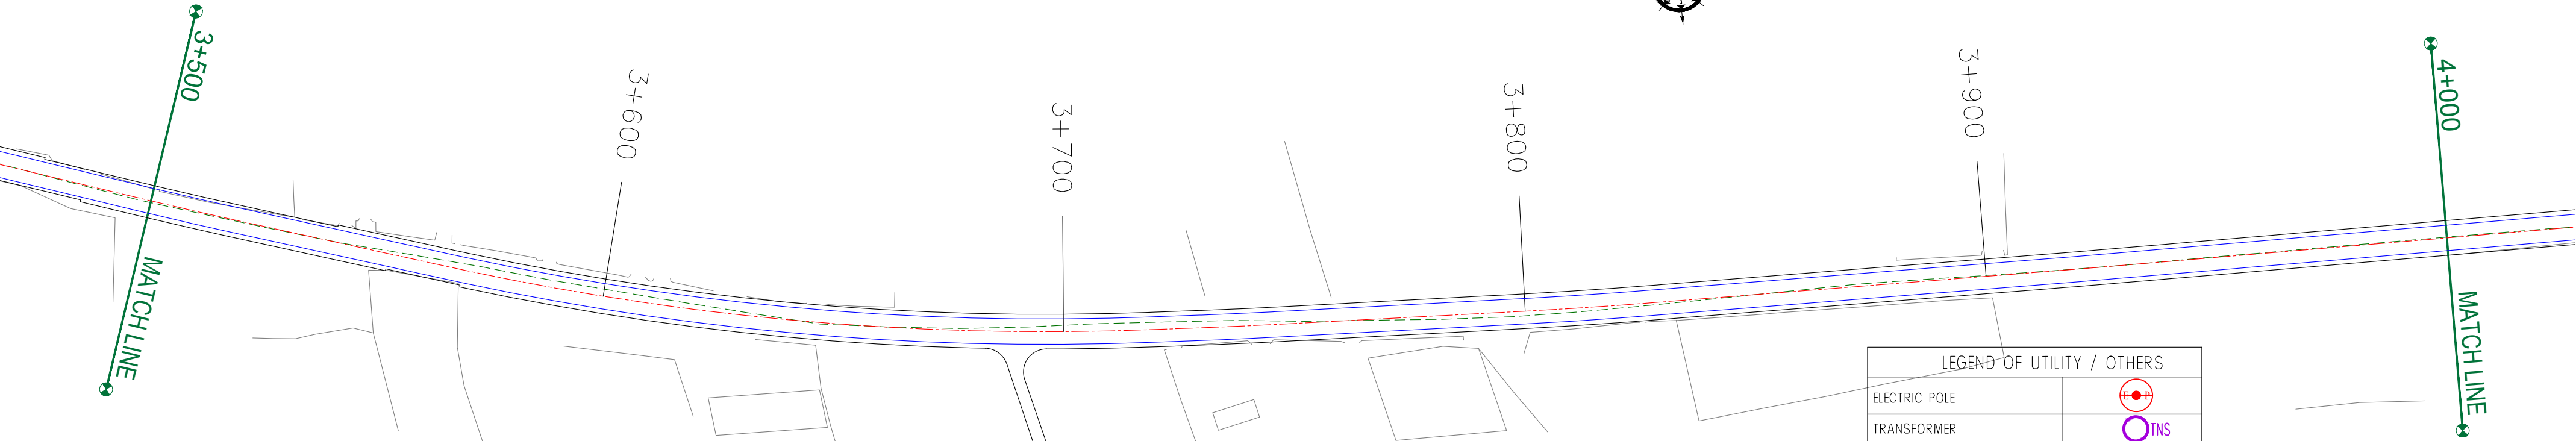 3+500
MATCH LINE
3+600
3+700
3+800
3+900
4+000
MATCH LINE
LEGEND OF UTILITY / OTHERS
ELECTRIC POLE
E P
TRANSFORMER
TNS